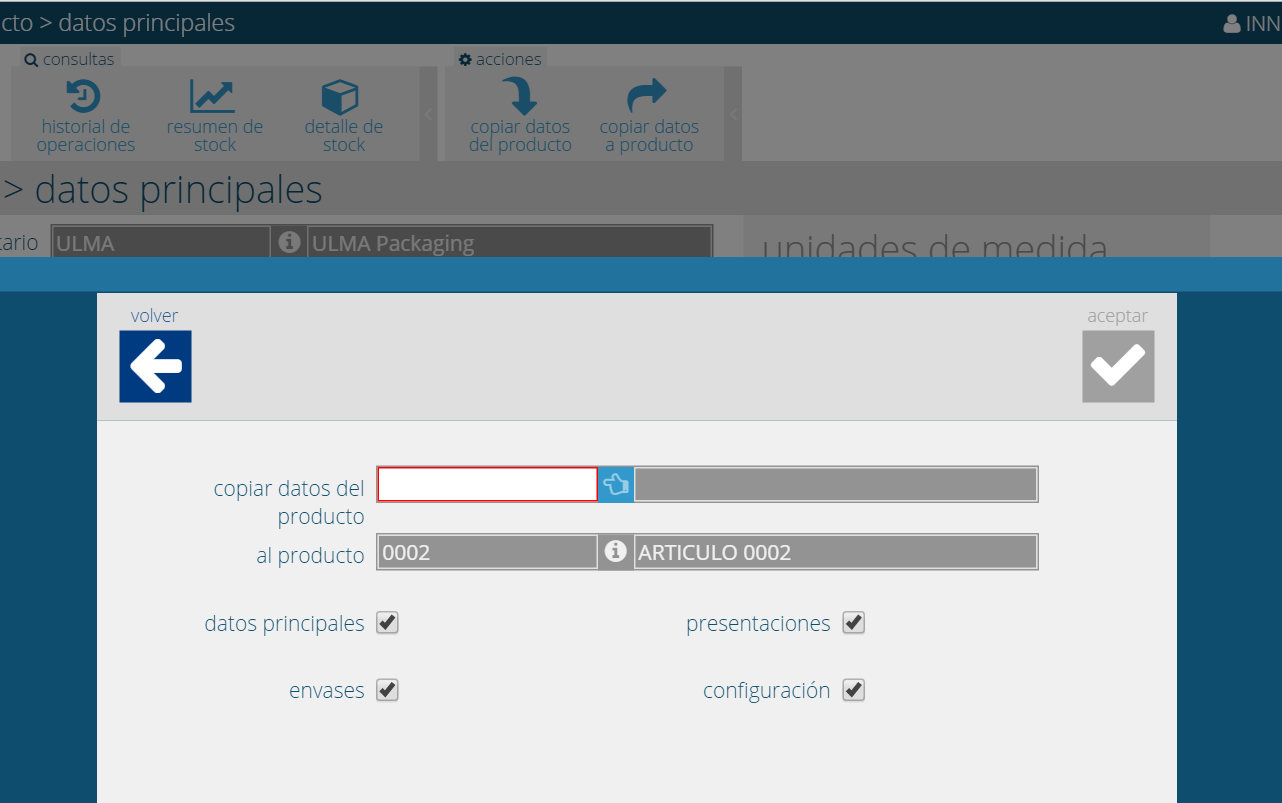 cto > datos principales
INN
consultas
acciones
historial de
operaciones
resumen de
stock
detalle de
stock
copiar datos
del producto
copiar datos
a producto
> datos principales
tario
ULMA
ULMA Packaging
unidades de medida
volver
aceptar
copiar datos del
producto
al producto
0002
ARTICULO 0002
datos principales
presentaciones
envases
configuración